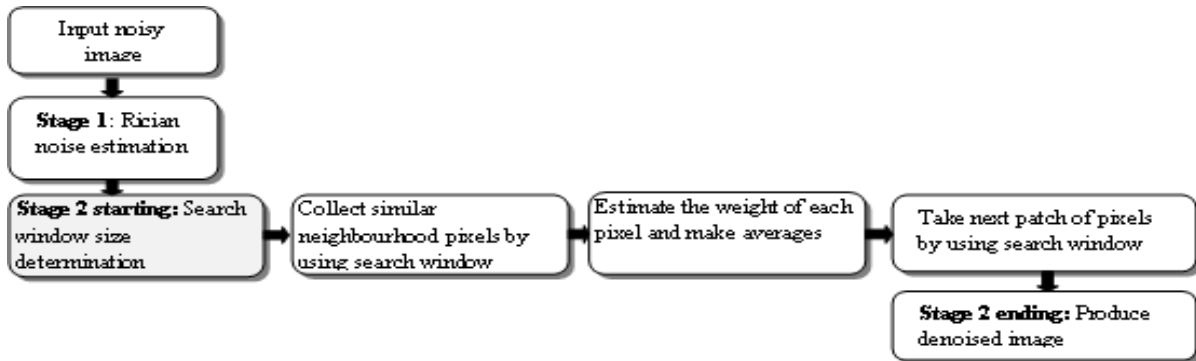 Input noisy
image
Stage 1: Rician
noise estimation
Stage 2 starting: Search
window size
determination
Collect similar
neighbourhood pixels by
using search window
Estimate the weight of each
pixel and make averages
Take next patch of pixels
by using search window
Stage 2 ending: Produce
denoised image